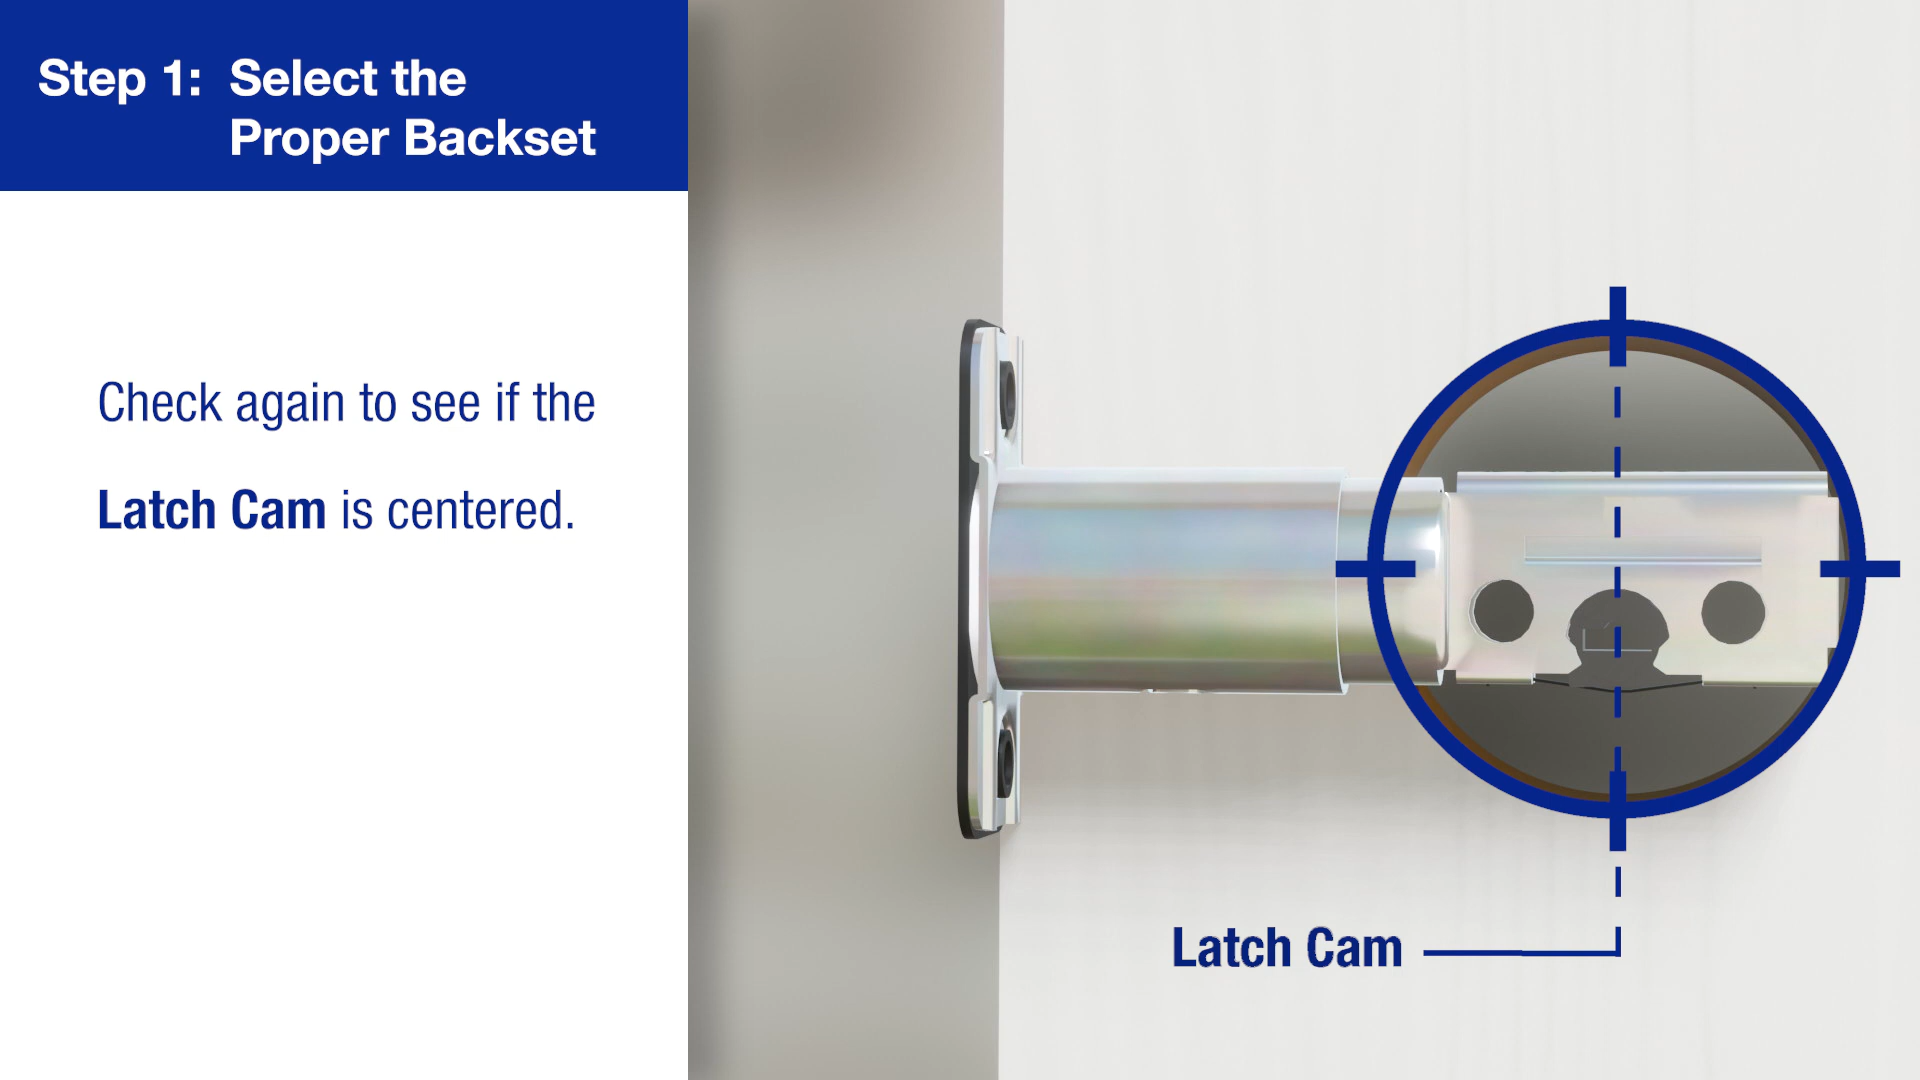 Step 1: Select the
Proper Backset
Check again to see if the
Latch Cam is centered.
Latch Cam